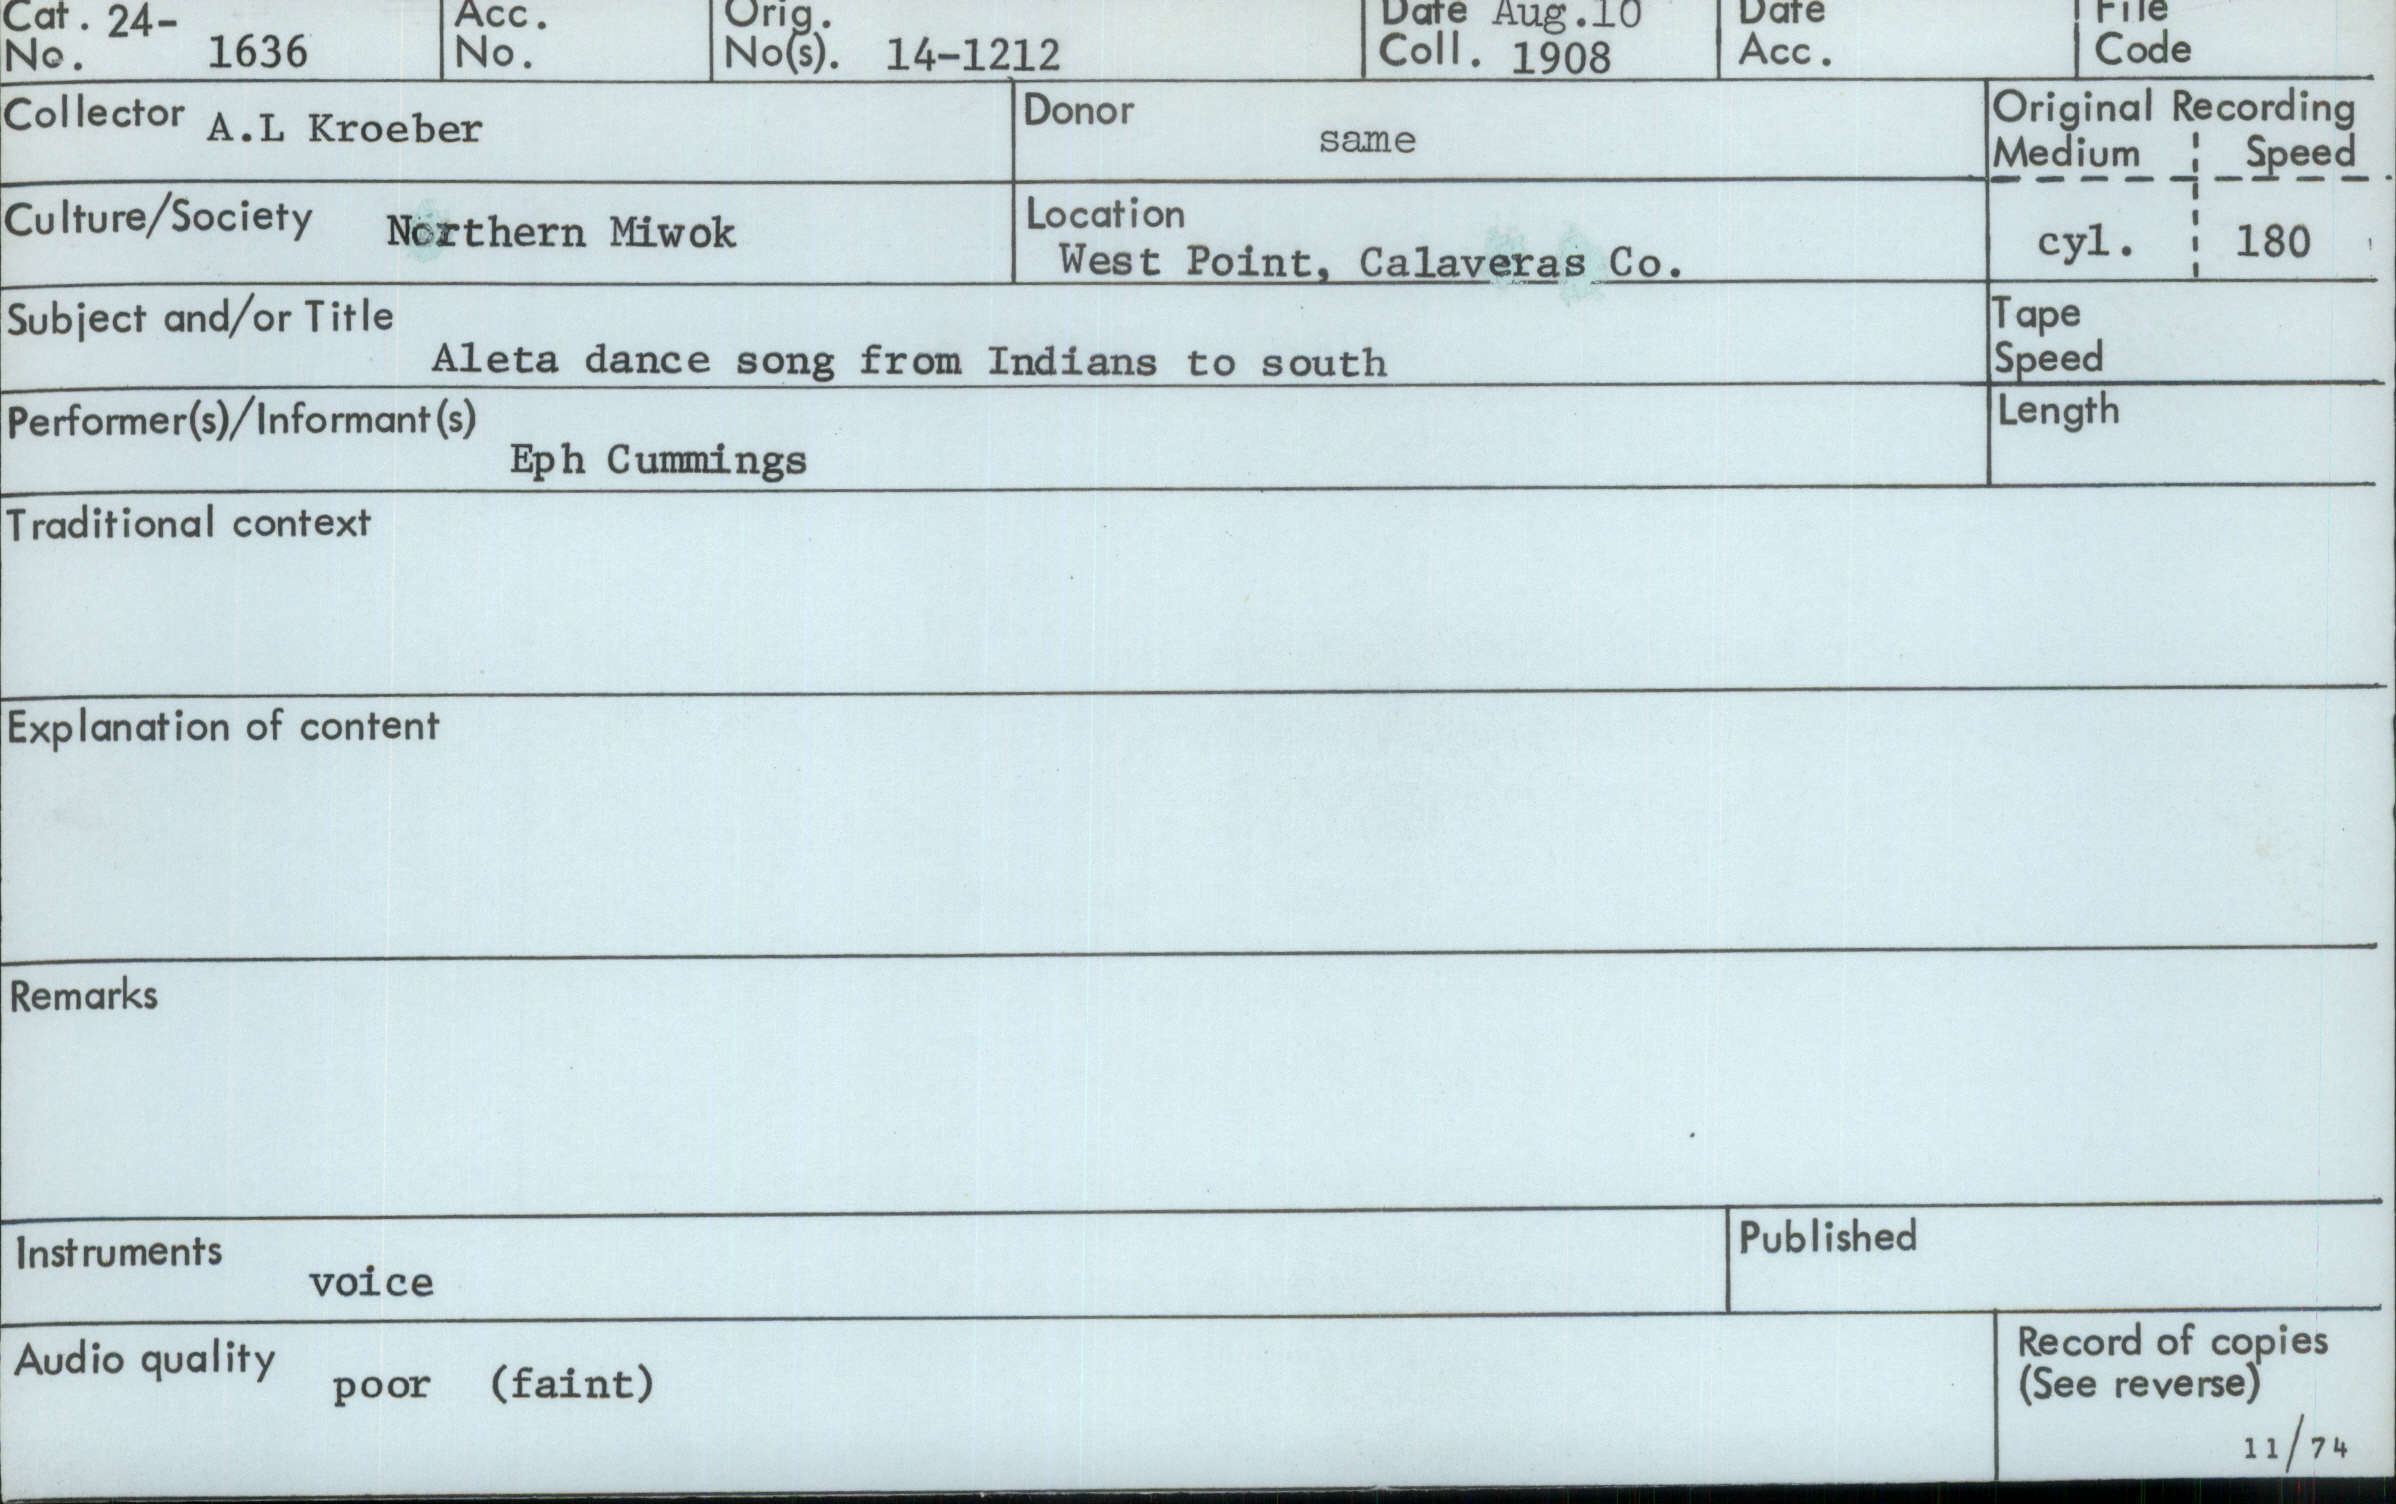 Cat. 24- Acc. Orig. Date Aug.10 Date File
No. 1636 No. No(s). 14-1212 Coll. 1908 Acc. Code
Collector A.L Kroeber Donor same Original Recording
Medium Speed
Culture/Society Northern Miwok Location
West Point, Calaveras Co. cyl. 180
Subject and/or Title Tape
Aleta dance song from Indians to south Speed
Performer(s)/Informant(s) Length
Eph Cummings
Traditional context
Explanation of content
Remarks
Instruments Published
voice
Audio quality poor (faint) Record of copies
(See reverse)
11/74